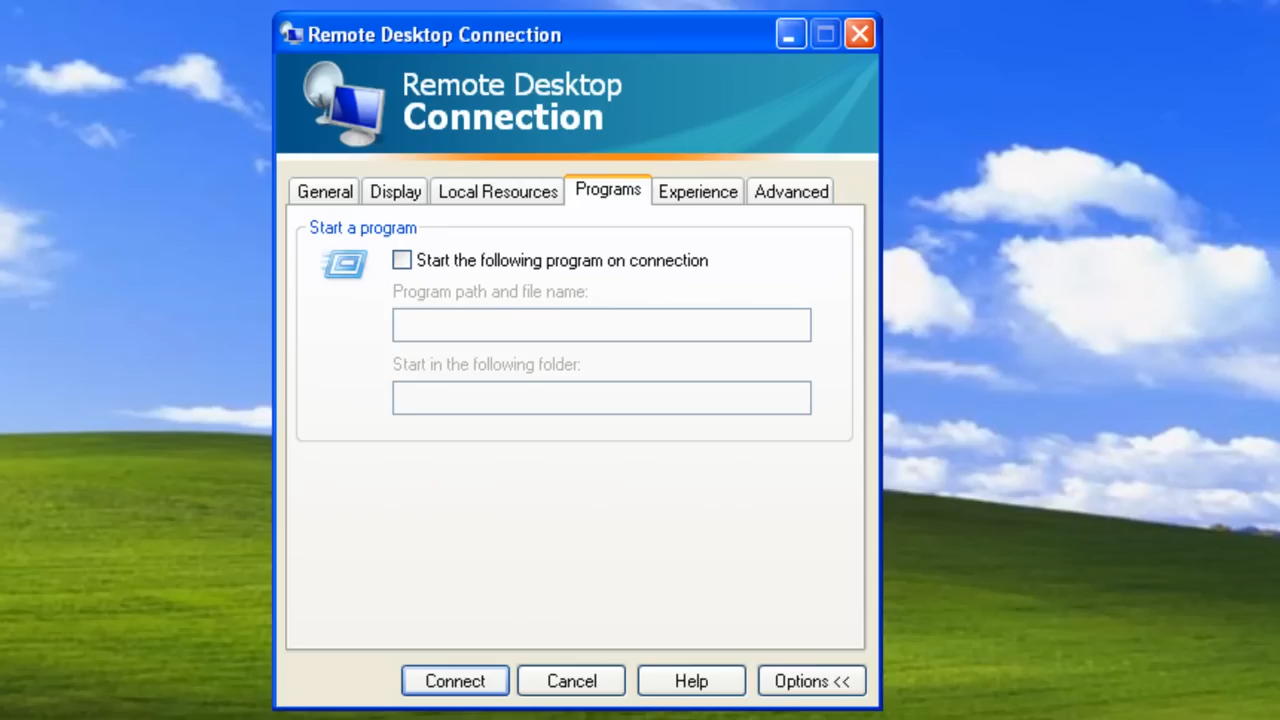 Remote Desktop Connection
Remote Desktop
Connection
General Display Local Resources Programs Experience Advanced
Start a program
Start the following program on connection
Program path and file name:
Start in the following folder:
Connect Cancel Help Options <<